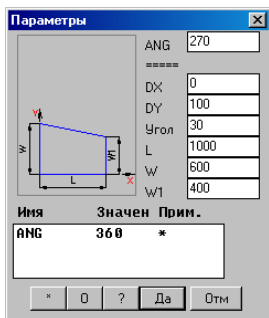 Параметры
ANG 270
=====
DX 0
DY 100
Угол 30
L 1000
W 600
W1 400
Y
W
W1
L
X
Имя Значен Прим.
ANG 360 *
* 0 ? Да Отм